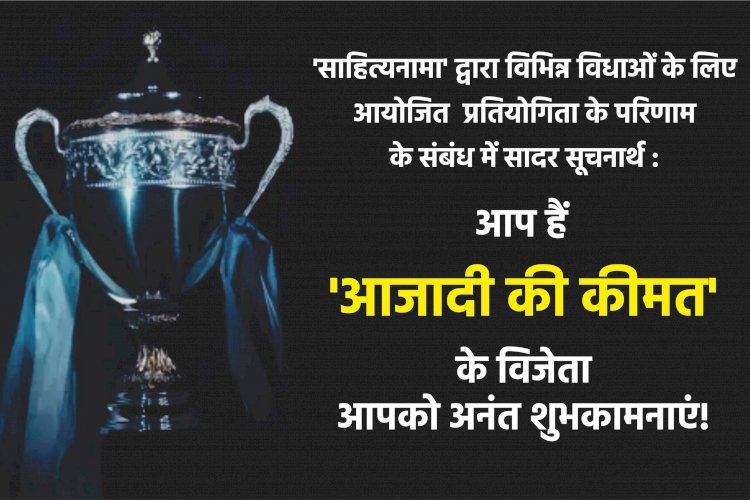 'साहित्यनामा' द्वारा विभिन्न विधाओं के लिए
आयोजित प्रतियोगिता के परिणाम
के संबंध में सादर सूचनार्थ :
आप हैं
'आजादी की कीमत'
के विजेता
आपको अनंत शुभकामनाएं!